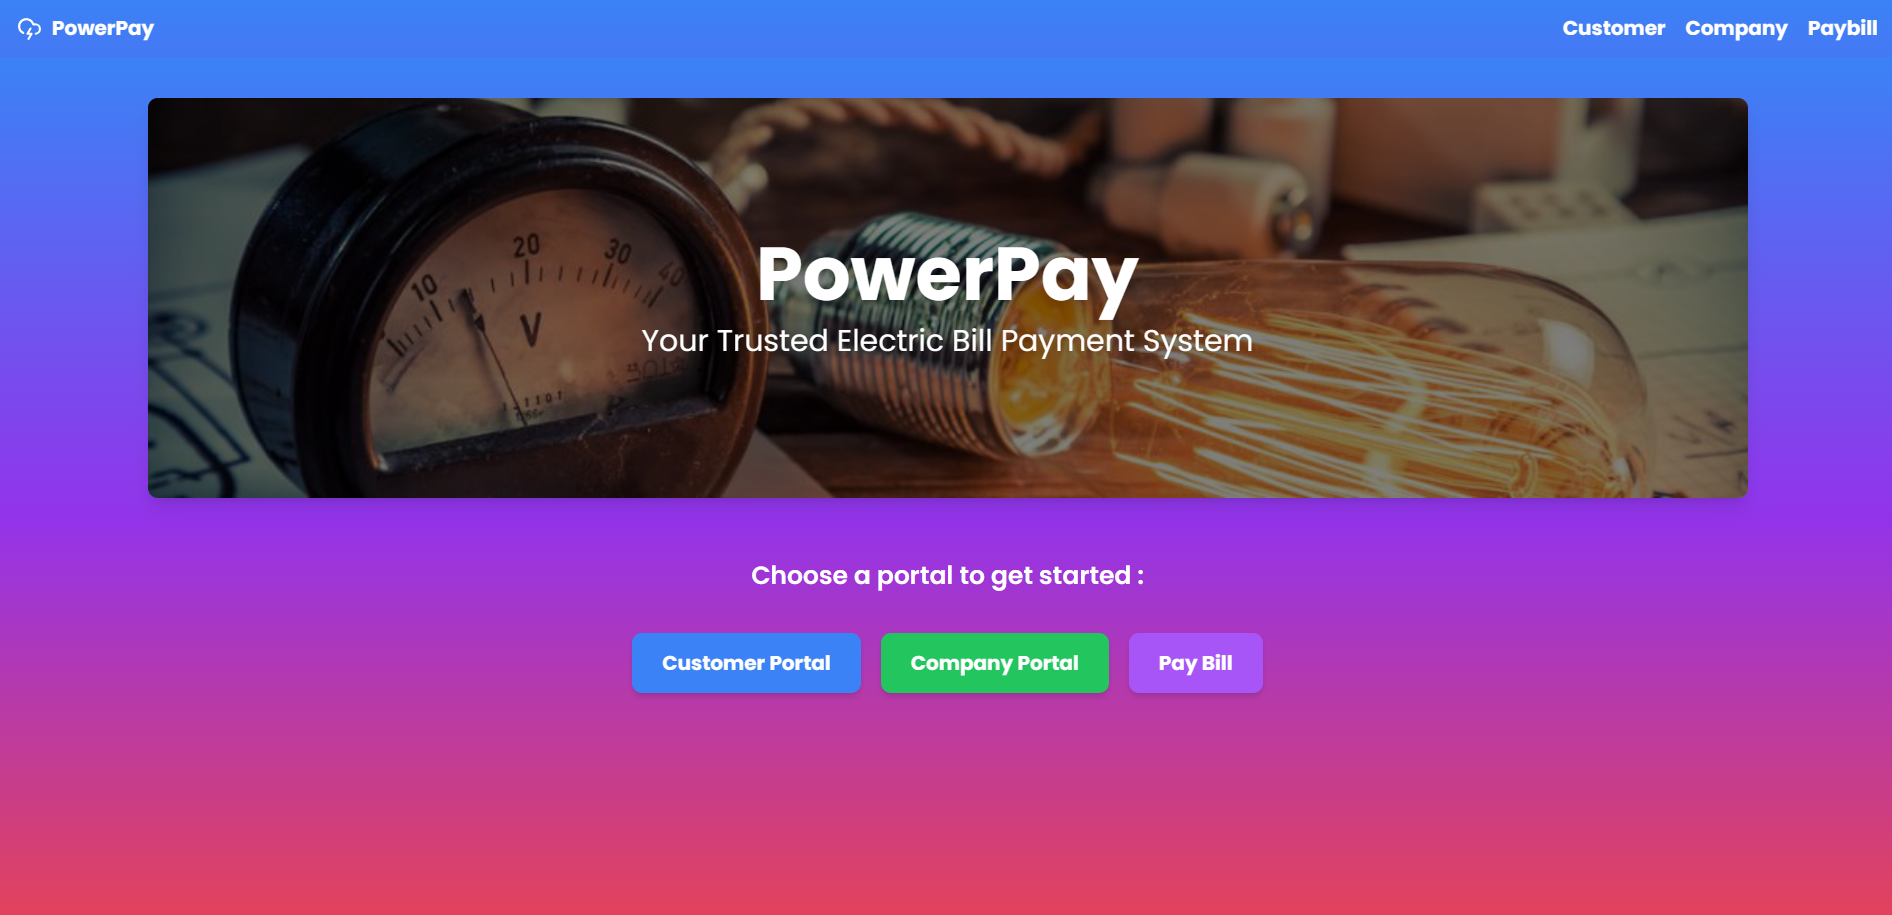 PowerPay
Customer Company Paybill
10 20 30 40
V
PowerPay
Your Trusted Electric Bill Payment System
Choose a portal to get started :
Customer Portal Company Portal Pay Bill